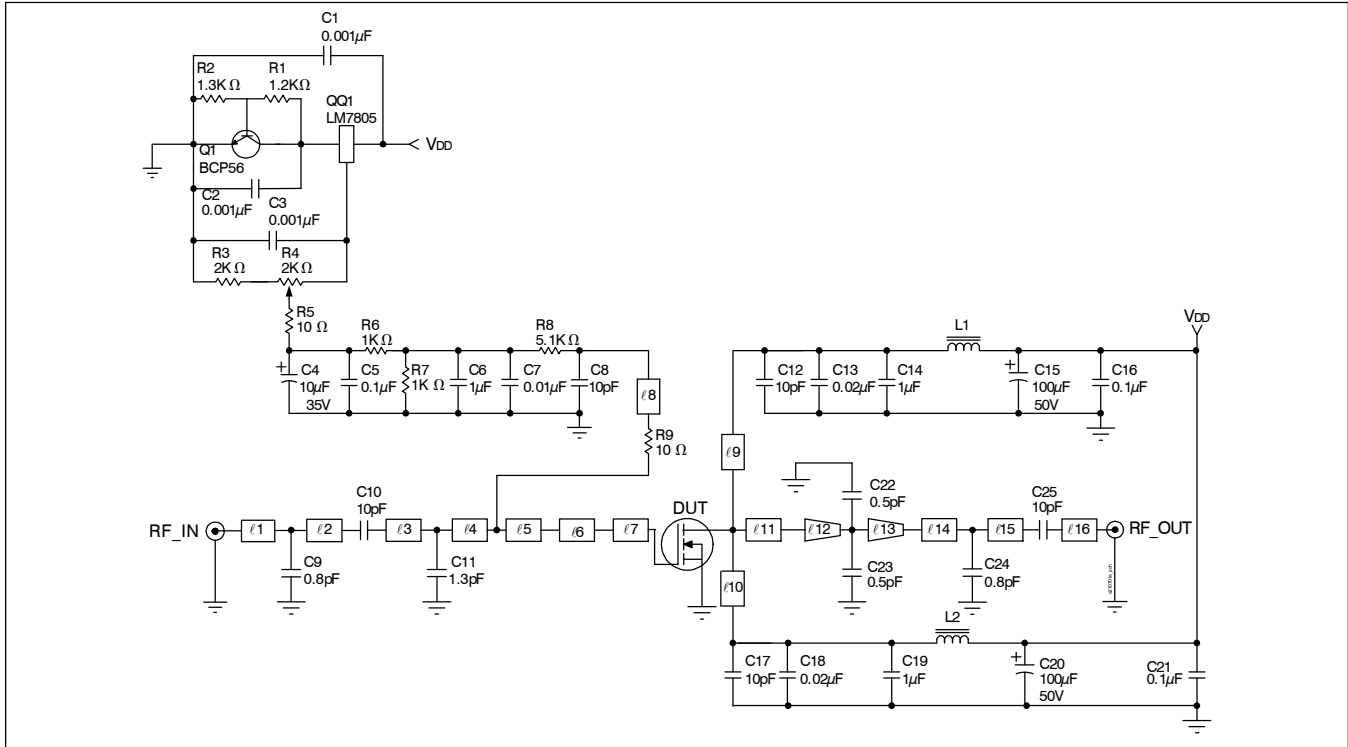 C1
0.001µF
R2
1.3K Ω
R1
1.2KΩ
QQ1
LM7805
VDD
Q1
BCP56
C2
0.001µF
C3
0.001µF
R3
2K Ω
R4
2K Ω
R5
10 Ω
R6
1K Ω
R8
5.1K Ω
C4
10µF
35V
C5
0.1µF
R7
1K Ω
C6
1µF
C7
0.01µF
C8
10pF
ℓ8
R9
10 Ω
VDD
L1
C12
10pF
C13
0.02µF
C14
1µF
C15
100µF
50V
C16
0.1µF
ℓ9
C22
0.5pF
RF_IN
ℓ1
ℓ2
C10
10pF
ℓ3
ℓ4
ℓ5
ℓ6
ℓ7
DUT
ℓ11
ℓ12
ℓ13
ℓ14
ℓ15
C25
10pF
ℓ16
RF_OUT
C9
0.8pF
C11
1.3pF
C23
0.5pF
C24
0.8pF
ℓ10
L2
C17
10pF
C18
0.02µF
C19
1µF
C20
100µF
50V
C21
0.1µF